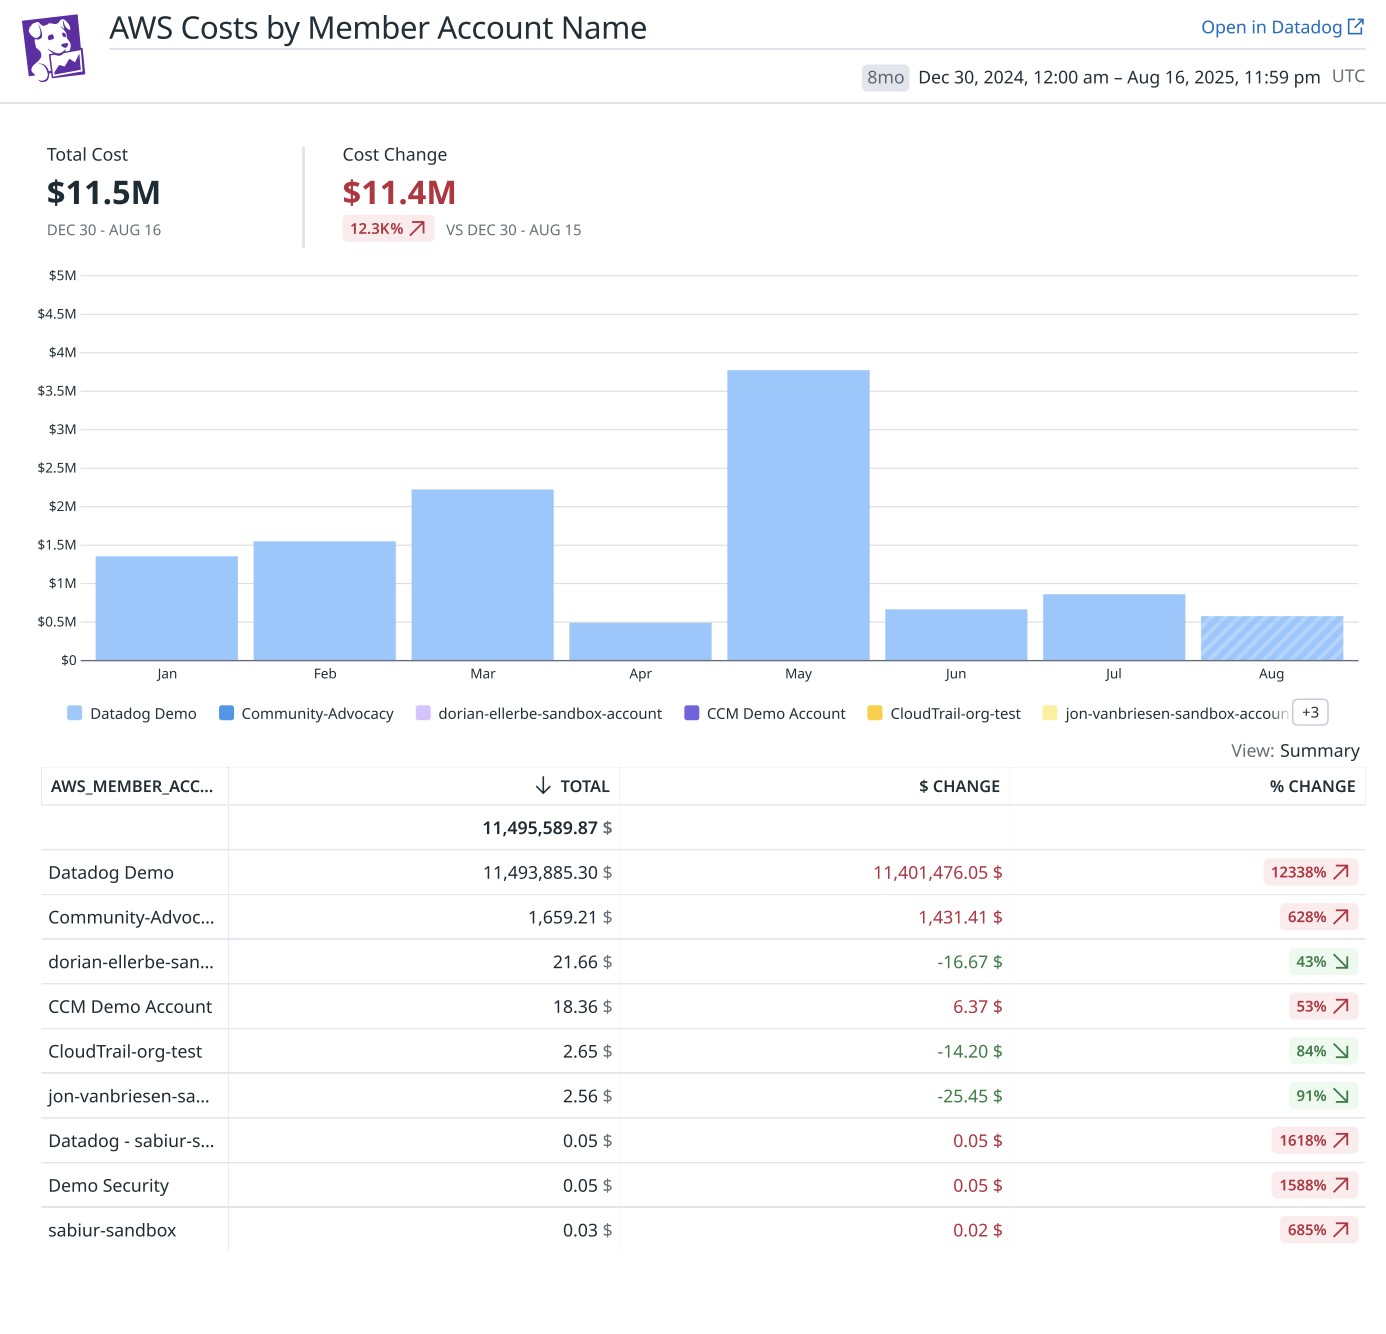 AWS Costs by Member Account Name
Open in Datadog
8mo Dec 30, 2024, 12:00 am – Aug 16, 2025, 11:59 pm UTC
Total Cost
$11.5M
DEC 30 - AUG 16
Cost Change
$11.4M
12.3K% VS DEC 30 - AUG 15
$5M
$4.5M
$4M
$3.5M
$3M
$2.5M
$2M
$1.5M
$1M
$0.5M
$0
Jan Feb Mar Apr May Jun Jul Aug
Datadog Demo Community-Advocacy dorian-ellerbe-sandbox-account CCM Demo Account CloudTrail-org-test jon-vanbriesen-sandbox-accoun +3
View: Summary
AWS_MEMBER_ACC... TOTAL $ CHANGE % CHANGE
11,495,589.87 $
Datadog Demo 11,493,885.30 $ 11,401,476.05 $ 12338%
Community-Advoc... 1,659.21 $ 1,431.41 $ 628%
dorian-ellerbe-san... 21.66 $ -16.67 $ 43%
CCM Demo Account 18.36 $ 6.37 $ 53%
CloudTrail-org-test 2.65 $ -14.20 $ 84%
jon-vanbriesen-sa... 2.56 $ -25.45 $ 91%
Datadog - sabiur-s... 0.05 $ 0.05 $ 1618%
Demo Security 0.05 $ 0.05 $ 1588%
sabiur-sandbox 0.03 $ 0.02 $ 685%